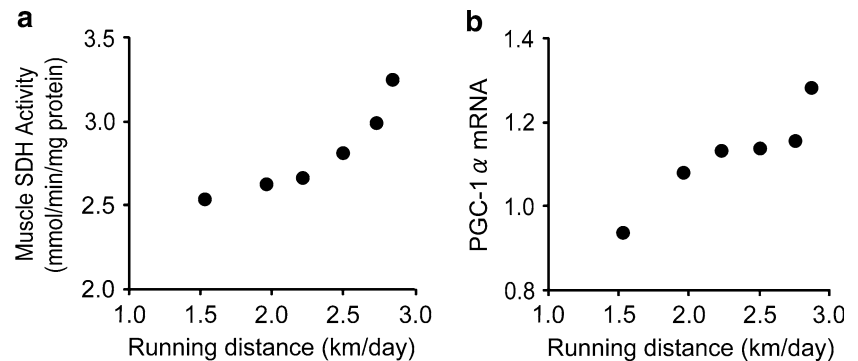 a
Muscle SDH Activity
(mmol/min/mg protein)
3.5
3.0
2.5
2.0
1.0 1.5 2.0 2.5 3.0
Running distance (km/day)
b
PGC-1 α mRNA
1.4
1.2
1.0
0.8
1.0 1.5 2.0 2.5 3.0
Running distance (km/day)